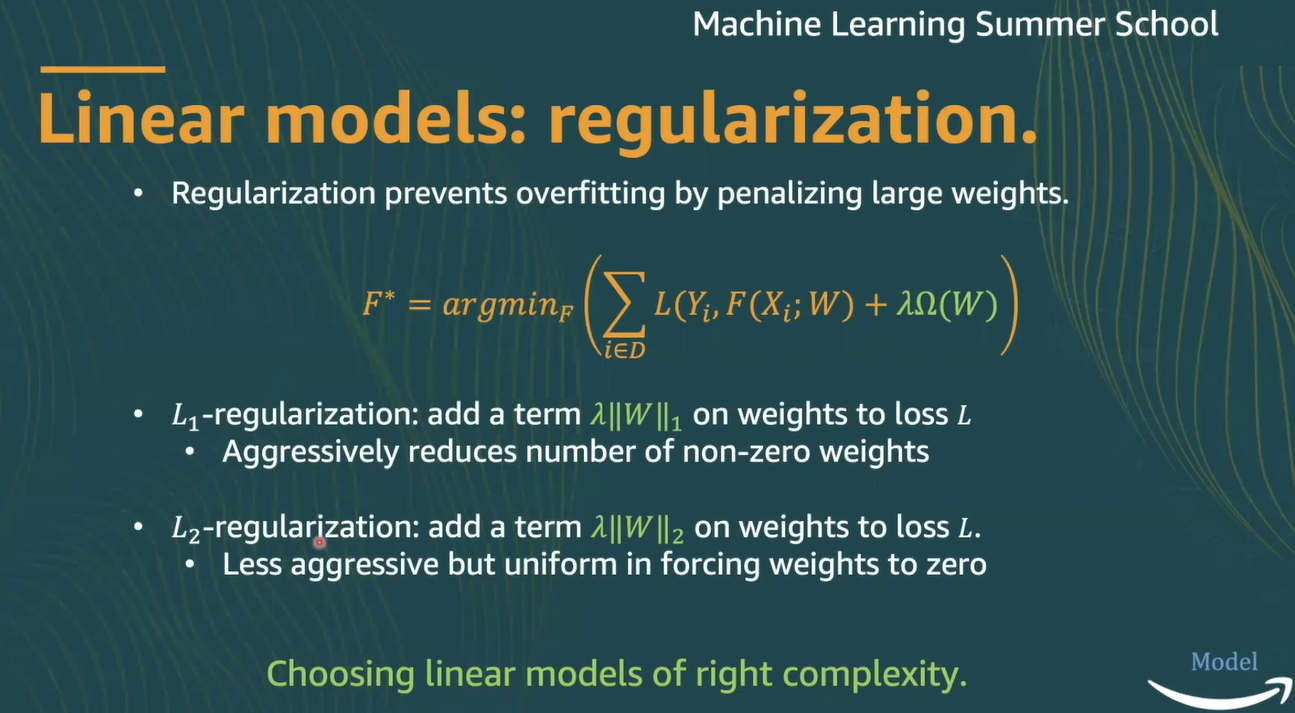 Machine Learning Summer School
Linear models: regularization.
• Regularization prevents overfitting by penalizing large weights.
F* = argmin_F ( ∑_{i∈D} L(Y_i, F(X_i; W) + λΩ(W) )
• L₁-regularization: add a term λ‖W‖₁ on weights to loss L
• Aggressively reduces number of non-zero weights
• L₂-regularization: add a term λ‖W‖₂ on weights to loss L.
• Less aggressive but uniform in forcing weights to zero
Choosing linear models of right complexity.
Model